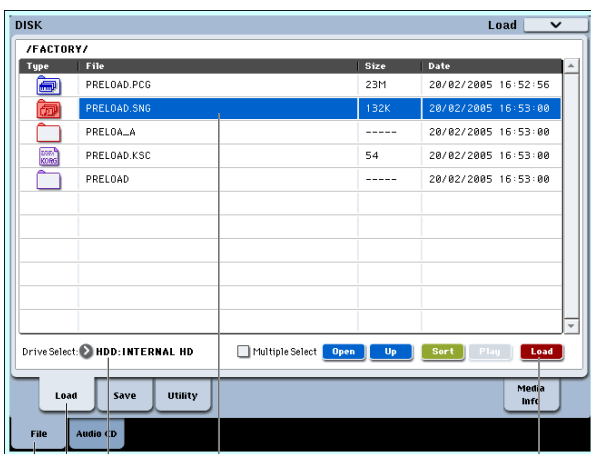 DISK Load
/FACTORY/
Type File Size Date
PRELOAD.PCG 23M 20/02/2005 16:52:56
PRELOAD.SNG 132K 20/02/2005 16:53:00
PRELOA_A ----- 20/02/2005 16:53:00
KORG PRELOAD.KSC 54 20/02/2005 16:53:00
PRELOAD ----- 20/02/2005 16:53:00
Drive Select: HDD:INTERNAL HD Multiple Select Open Up Sort Play Load
Load Save Utility Media
Info
File Audio CD